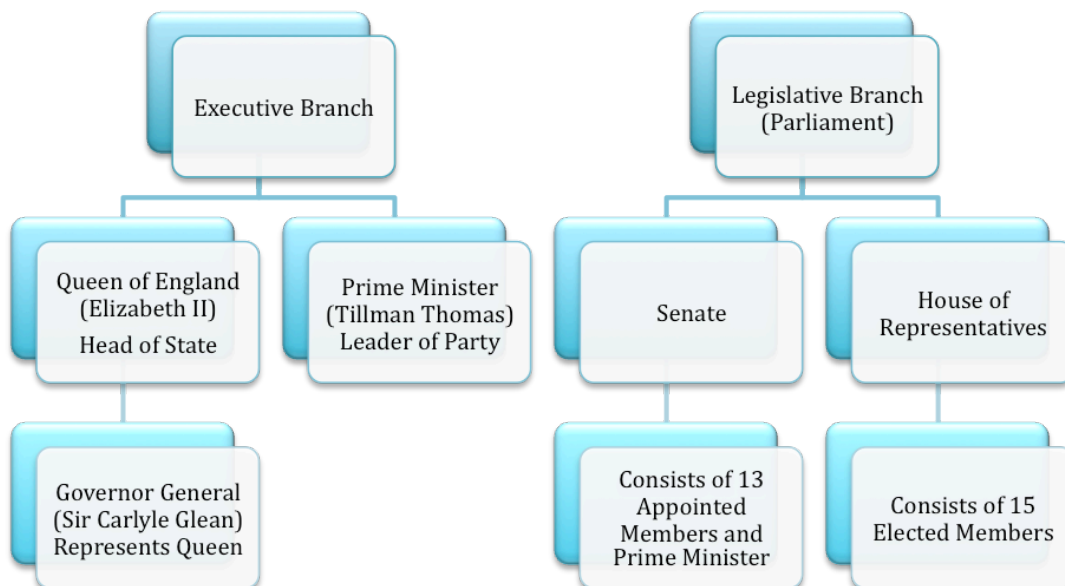 Executive Branch
Legislative Branch
(Parliament)
Queen of England
(Elizabeth II)
Head of State
Prime Minister
(Tillman Thomas)
Leader of Party
Senate
House of
Representatives
Governor General
(Sir Carlyle Glean)
Represents Queen
Consists of 13
Appointed
Members and
Prime Minister
Consists of 15
Elected Members